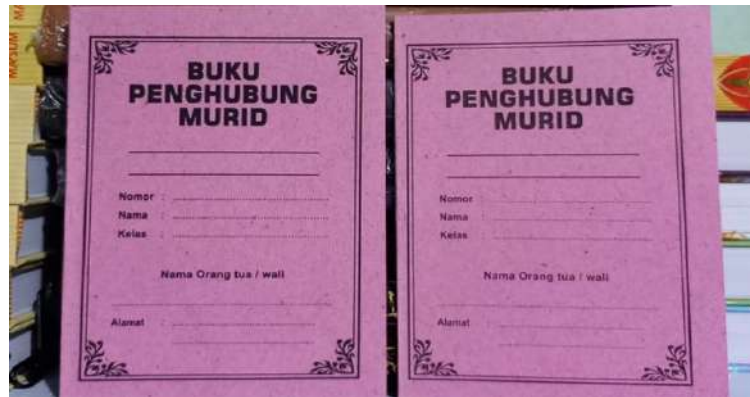 BUKU
PENGHUBUNG
MURID
Nomor :
Nama :
Kelas :
Nama Orang tua / wali
Alamat :
BUKU
PENGHUBUNG
MURID
Nomor :
Nama :
Kelas :
Nama Orang tua / wali
Alamat :